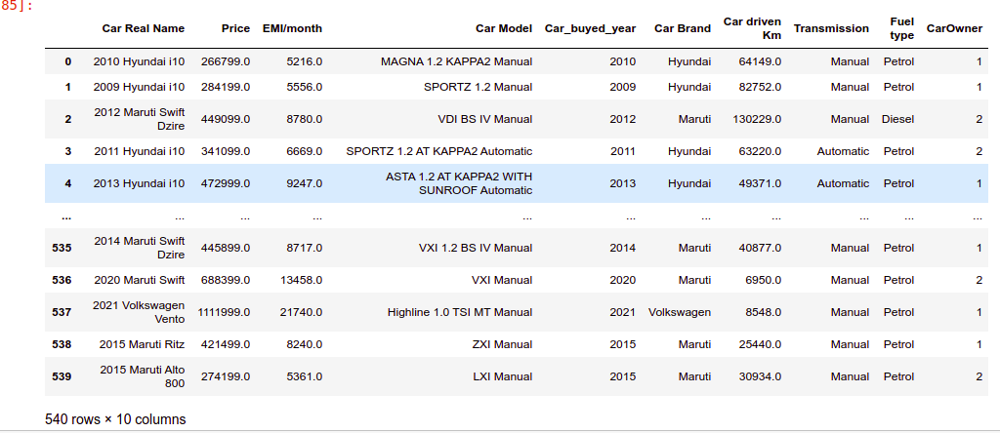 85]:
Car Real Name Price EMI/month Car Model Car_buyed_year Car Brand Car driven Km Transmission Fuel type CarOwner
0 2010 Hyundai i10 266799.0 5216.0 MAGNA 1.2 KAPPA2 Manual 2010 Hyundai 64149.0 Manual Petrol 1
1 2009 Hyundai i10 284199.0 5556.0 SPORTZ 1.2 Manual 2009 Hyundai 82752.0 Manual Petrol 1
2 2012 Maruti Swift Dzire 449099.0 8780.0 VDI BS IV Manual 2012 Maruti 130229.0 Manual Diesel 2
3 2011 Hyundai i10 341099.0 6669.0 SPORTZ 1.2 AT KAPPA2 Automatic 2011 Hyundai 63220.0 Automatic Petrol 2
4 2013 Hyundai i10 472999.0 9247.0 ASTA 1.2 AT KAPPA2 WITH SUNROOF Automatic 2013 Hyundai 49371.0 Automatic Petrol 1
... ... ... ... ... ... ... ... ... ... ...
535 2014 Maruti Swift Dzire 445899.0 8717.0 VXI 1.2 BS IV Manual 2014 Maruti 40877.0 Manual Petrol 1
536 2020 Maruti Swift 688399.0 13458.0 VXI Manual 2020 Maruti 6950.0 Manual Petrol 2
537 2021 Volkswagen Vento 1111999.0 21740.0 Highline 1.0 TSI MT Manual 2021 Volkswagen 8548.0 Manual Petrol 1
538 2015 Maruti Ritz 421499.0 8240.0 ZXI Manual 2015 Maruti 25440.0 Manual Petrol 1
539 2015 Maruti Alto 800 274199.0 5361.0 LXI Manual 2015 Maruti 30934.0 Manual Petrol 2
540 rows × 10 columns